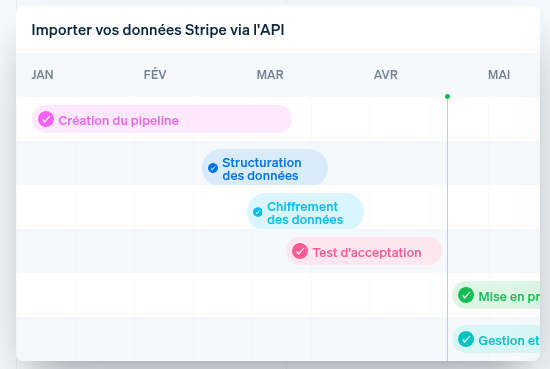 Importer vos données Stripe via l'API
JAN FÉV MAR AVR MAI
Création du pipeline
Structuration
des données
Chiffrement
des données
Test d'acceptation
Mise en pr
Gestion et